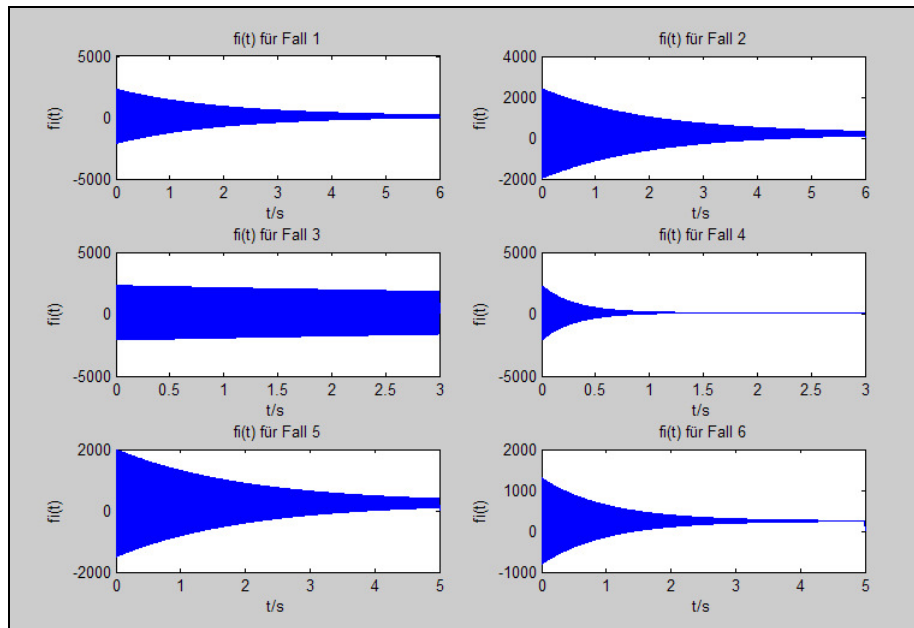 fi(t) für Fall 1
5000
0
-5000
fi(t)
0 1 2 3 4 5 6
t/s
fi(t) für Fall 2
4000
2000
0
-2000
fi(t)
0 1 2 3 4 5 6
t/s
fi(t) für Fall 3
5000
0
-5000
fi(t)
0 0.5 1 1.5 2 2.5 3
t/s
fi(t) für Fall 4
5000
0
-5000
fi(t)
0 0.5 1 1.5 2 2.5 3
t/s
fi(t) für Fall 5
2000
0
-2000
fi(t)
0 1 2 3 4 5
t/s
fi(t) für Fall 6
2000
1000
0
-1000
fi(t)
0 1 2 3 4 5
t/s